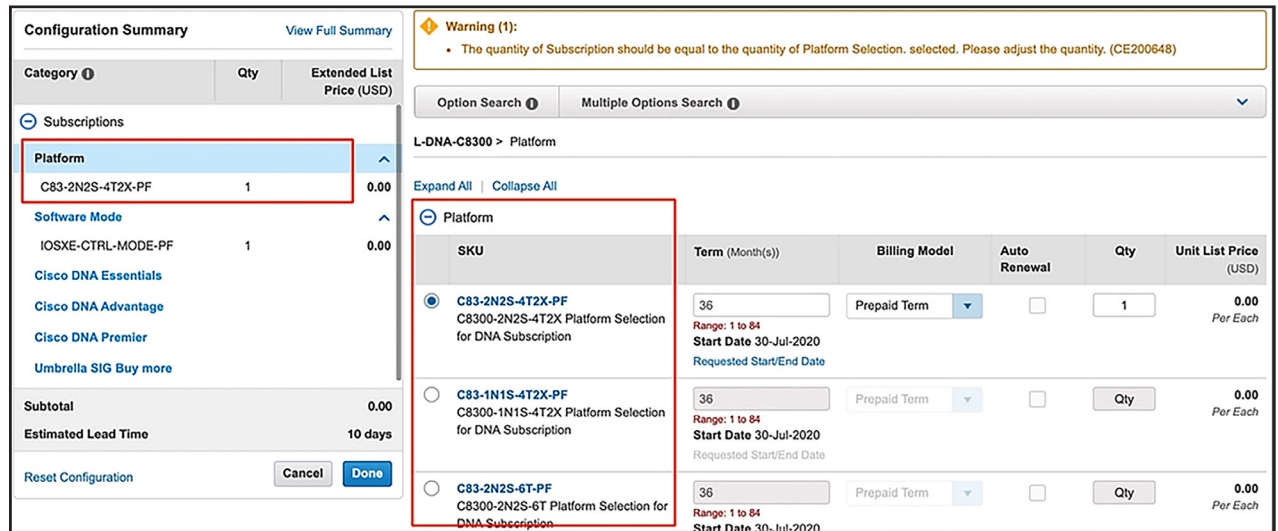 Configuration Summary View Full Summary
Category Qty Extended List
Price (USD)
Subscriptions
Platform
C83-2N2S-4T2X-PF 1 0.00
Software Mode
IOSXE-CTRL-MODE-PF 1 0.00
Cisco DNA Essentials
Cisco DNA Advantage
Cisco DNA Premier
Umbrella SIG Buy more
Subtotal 0.00
Estimated Lead Time 10 days
Reset Configuration Cancel Done
Warning (1):
• The quantity of Subscription should be equal to the quantity of Platform Selection. selected. Please adjust the quantity. (CE200648)
Option Search Multiple Options Search
L-DNA-C8300 > Platform
Expand All | Collapse All
Platform
SKU Term (Month(s)) Billing Model Auto Qty Unit List Price
Renewal (USD)
C83-2N2S-4T2X-PF 36 Prepaid Term 1 0.00
C8300-2N2S-4T2X Platform Selection Range: 1 to 84 Per Each
for DNA Subscription Start Date 30-Jul-2020
Requested Start/End Date
C83-1N1S-4T2X-PF 36 Prepaid Term Qty 0.00
C8300-1N1S-4T2X Platform Selection Range: 1 to 84 Per Each
for DNA Subscription Start Date 30-Jul-2020
Requested Start/End Date
C83-2N2S-6T-PF 36 Prepaid Term Qty 0.00
C8300-2N2S-6T Platform Selection for Range: 1 to 84 Per Each
DNA Subscription Start Date 30-Jul-2020